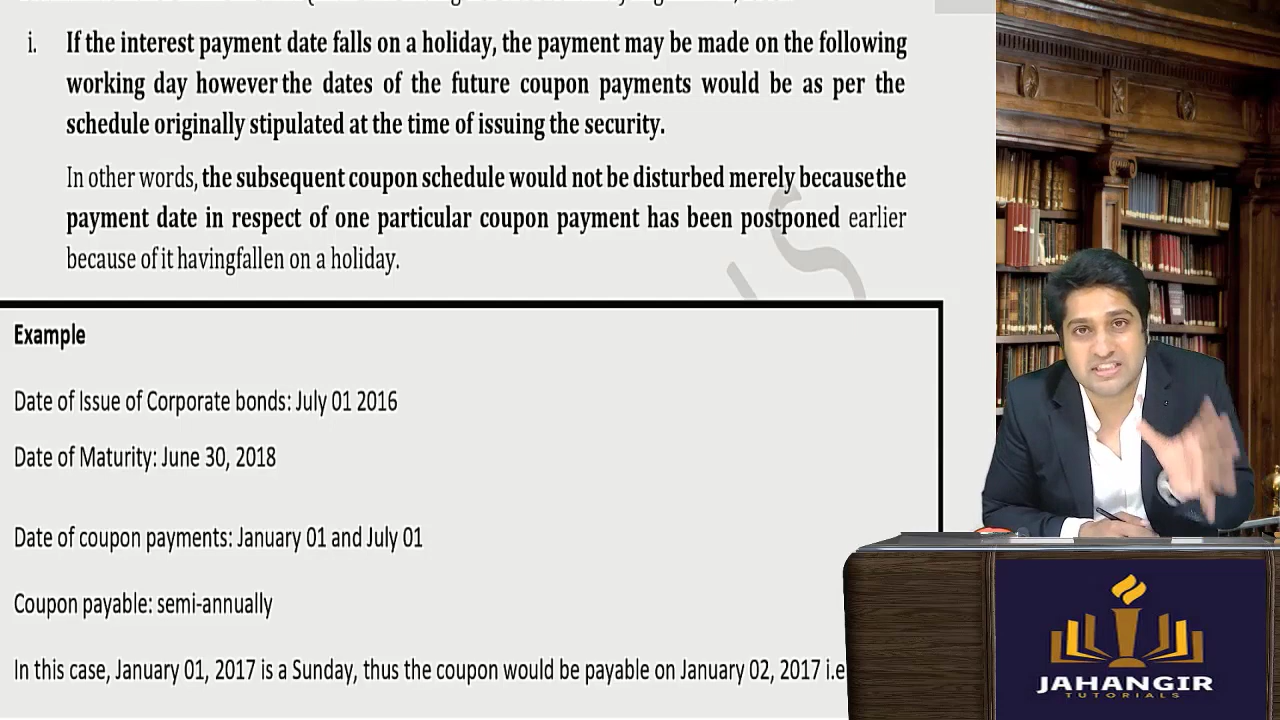 i. If the interest payment date falls on a holiday, the payment may be made on the following
working day however the dates of the future coupon payments would be as per the
schedule originally stipulated at the time of issuing the security.
In other words, the subsequent coupon schedule would not be disturbed merely because the
payment date in respect of one particular coupon payment has been postponed earlier
because of it havingfallen on a holiday.
Example
Date of Issue of Corporate bonds: July 01 2016
Date of Maturity: June 30, 2018
Date of coupon payments: January 01 and July 01
Coupon payable: semi-annually
In this case, January 01, 2017 is a Sunday, thus the coupon would be payable on January 02, 2017 i.e
JAHANGIR
TUTORIALS